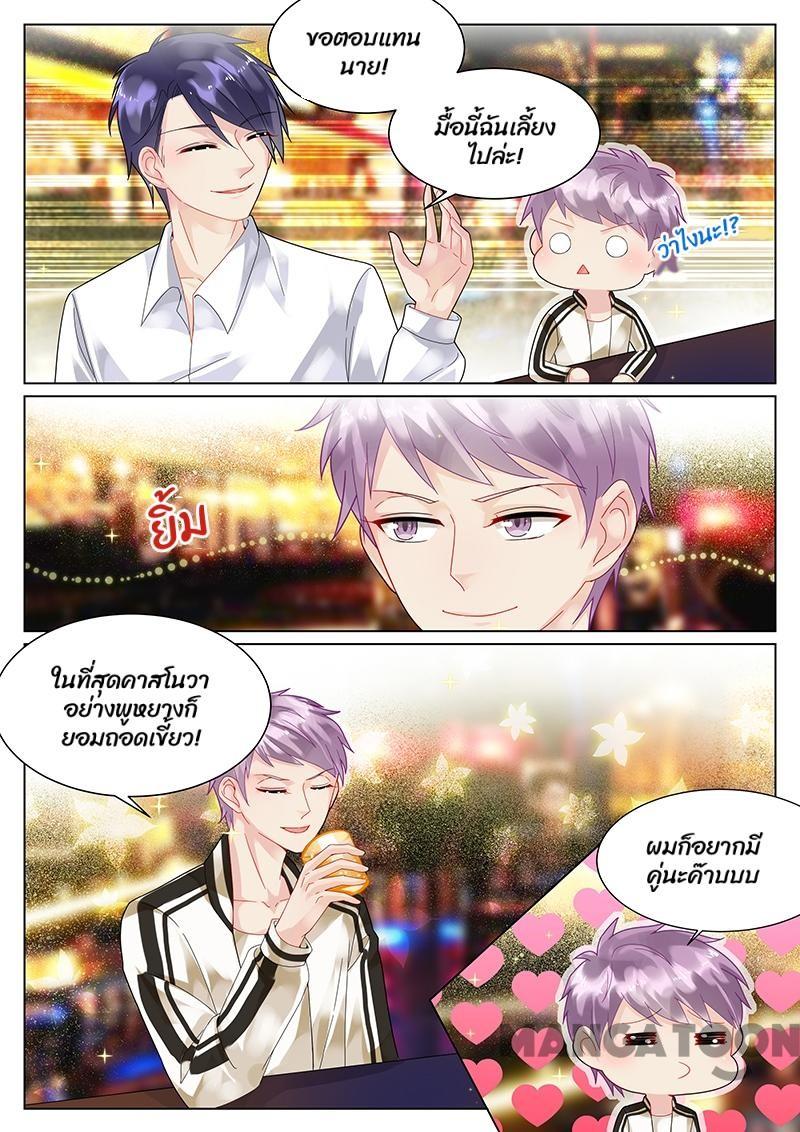 ขอตอบแทน
นาย!
มื้อนี้ฉันเลี้ยง
ไปล่ะ!
ว่าไงนะ!?
ยิ้ม
ในที่สุดคาสโนวา
อย่างพูหยางก็
ยอมถอดเขี้ยว!
ผมก็อยากมี
คู่นะค๊าบบบ
MANGATOON